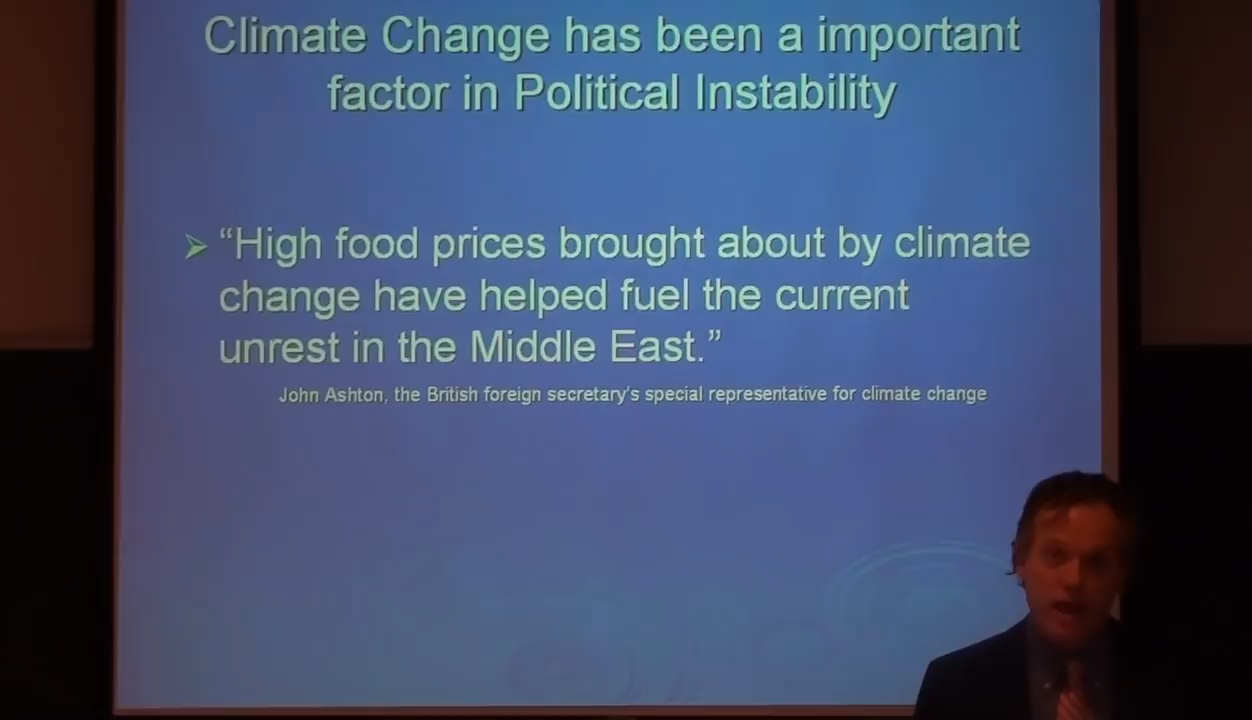 Climate Change has been a important
factor in Political Instability
“High food prices brought about by climate
change have helped fuel the current
unrest in the Middle East.”
John Ashton, the British foreign secretary's special representative for climate change